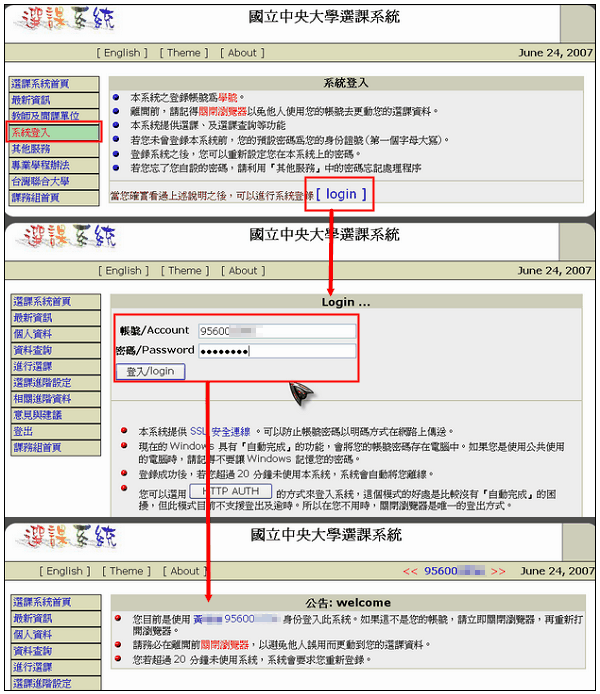 選課系統
國立中央大學選課系統
[ English ] [ Theme ] [ About ] June 24, 2007
選課系統首頁
最新資訊
教師及開課單位
系統登入
其他服務
專業學程辦法
台灣聯合大學
課務組首頁
系統登入
本系統之登錄帳號為學號。
離開前，請記得關閉瀏覽器以免他人使用您的帳號去更動您的選課資料。
本系統提供選課、及選課查詢等功能
若您未曾登錄本系統前，您的預設密碼為您的身份證號(第一個字母大寫)。
登錄系統之後，您可以重新設定您在本系統上的密碼。
若您忘了您自設的密碼，請利用『其他服務』中的密碼忘記處理程序
當您確實看過上述說明之後，可以進行系統登錄 [ login ]
選課系統
國立中央大學選課系統
[ English ] [ Theme ] [ About ] June 24, 2007
選課系統首頁
最新資訊
個人資料
資料查詢
進行選課
選課進階設定
相關進階資料
意見與建議
登出
課務組首頁
Login ...
帳號/Account 95600
密碼/Password ••••••••
登入/login
本系統提供 SSL 安全連線 。可以防止帳號密碼以明碼方式在網路上傳送。
現在的 Windows 具有『自動完成』的功能，會將您的帳號密碼存在電腦中。如果您是使用公共使用
的電腦時，請記得不要讓 Windows 記憶您的密碼。
登錄成功後，若您超過 20 分鐘未使用本系統，系統會自動將您離線。
您可以選用 HTTP AUTH 的方式來登入系統，這個模式的好處是比較沒有『自動完成』的困
擾，但此模式目前不支援登出及逾時。所以在您不用時，關閉瀏覽器是唯一的登出方式。
選課系統
國立中央大學選課系統
[ English ] [ Theme ] [ About ] << 95600 >> June 24, 2007
選課系統首頁
最新資訊
個人資料
資料查詢
進行選課
選課進階設定
公告: welcome
您目前是使用 黃 95600 身份登入此系統。如果這不是您的帳號，請立即關閉瀏覽器，再重新打
開瀏覽器。
請務必在離開前關閉瀏覽器，以避免他人誤用而更動到您的選課資料。
您若超過 20 分鐘未使用系統，系統會要求您重新登錄。